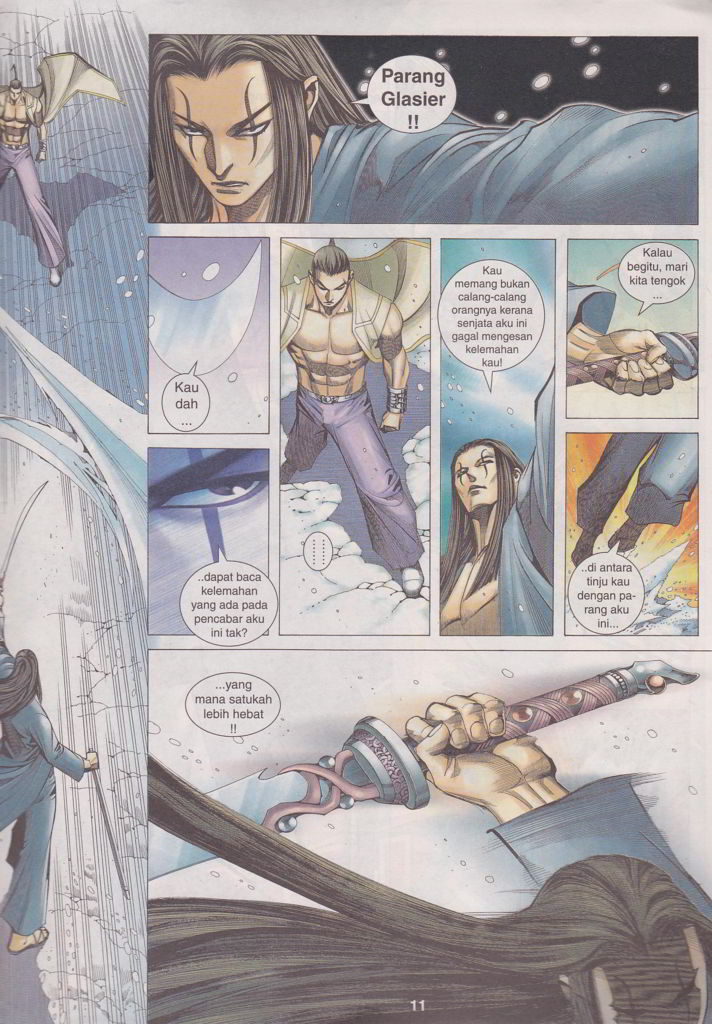 Parang
Glasier
!!
Kau
dah
...
..dapat baca
kelemahan
yang ada pada
pencabar aku
ini tak?
Kau
memang bukan
calang-calang
orangnya kerana
senjata aku ini
gagal mengesan
kelemahan
kau!
Kalau
begitu, mari
kita tengok
...
..di antara
tinju kau
dengan pa-
rang aku
ini...
...yang
mana satukah
lebih hebat
!!
11